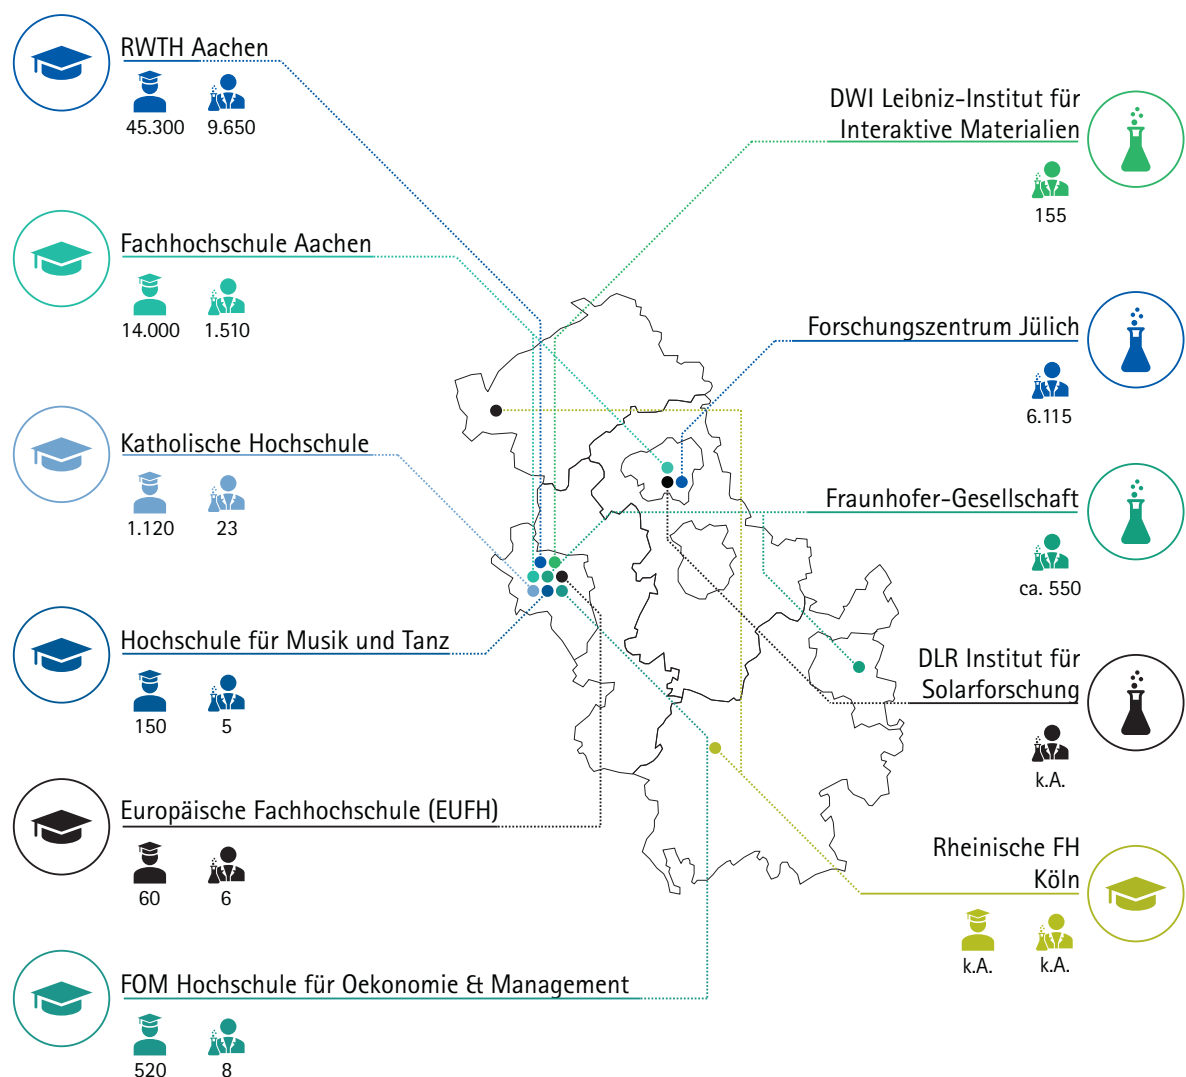 RWTH Aachen
45.300 9.650
Fachhochschule Aachen
14.000 1.510
Katholische Hochschule
1.120 23
Hochschule für Musik und Tanz
150 5
Europäische Fachhochschule (EUFH)
60 6
FOM Hochschule für Oekonomie & Management
520 8
DWI Leibniz-Institut für
Interaktive Materialien
155
Forschungszentrum Jülich
6.115
Fraunhofer-Gesellschaft
ca. 550
DLR Institut für
Solarforschung
k.A.
Rheinische FH
Köln
k.A. k.A.